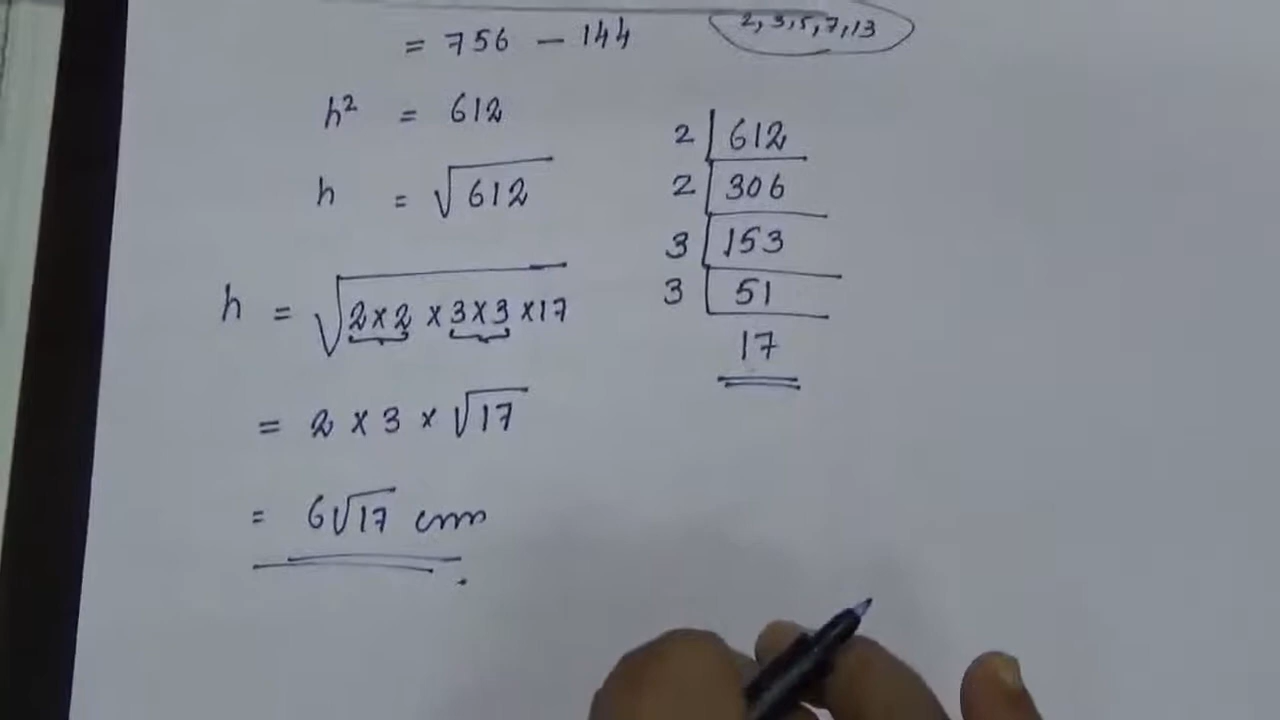 = 756 – 144
2, 3, 5, 7, 13
h² = 612
h = √612
h = √2×2 × 3×3 ×17
= 2 × 3 × √17
= 6√17 cm
2 | 612
2 | 306
3 | 153
3 | 51
17